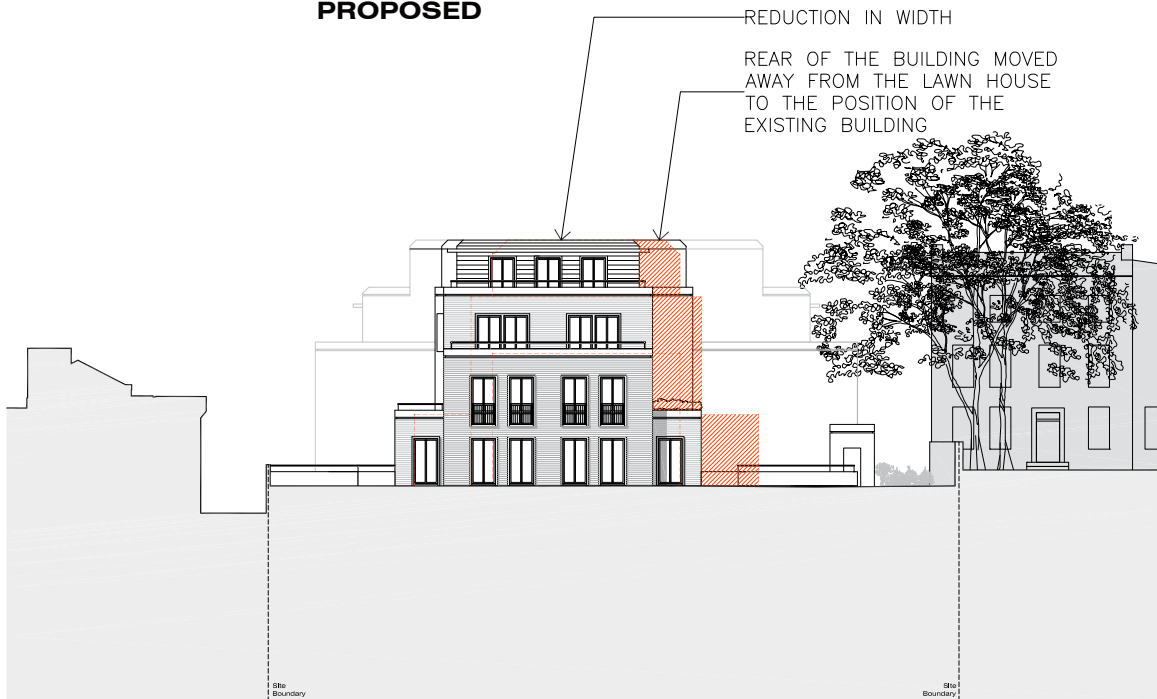 PROPOSED
REDUCTION IN WIDTH
REAR OF THE BUILDING MOVED
AWAY FROM THE LAWN HOUSE
TO THE POSITION OF THE
EXISTING BUILDING
Site
Boundary
Site
Boundary